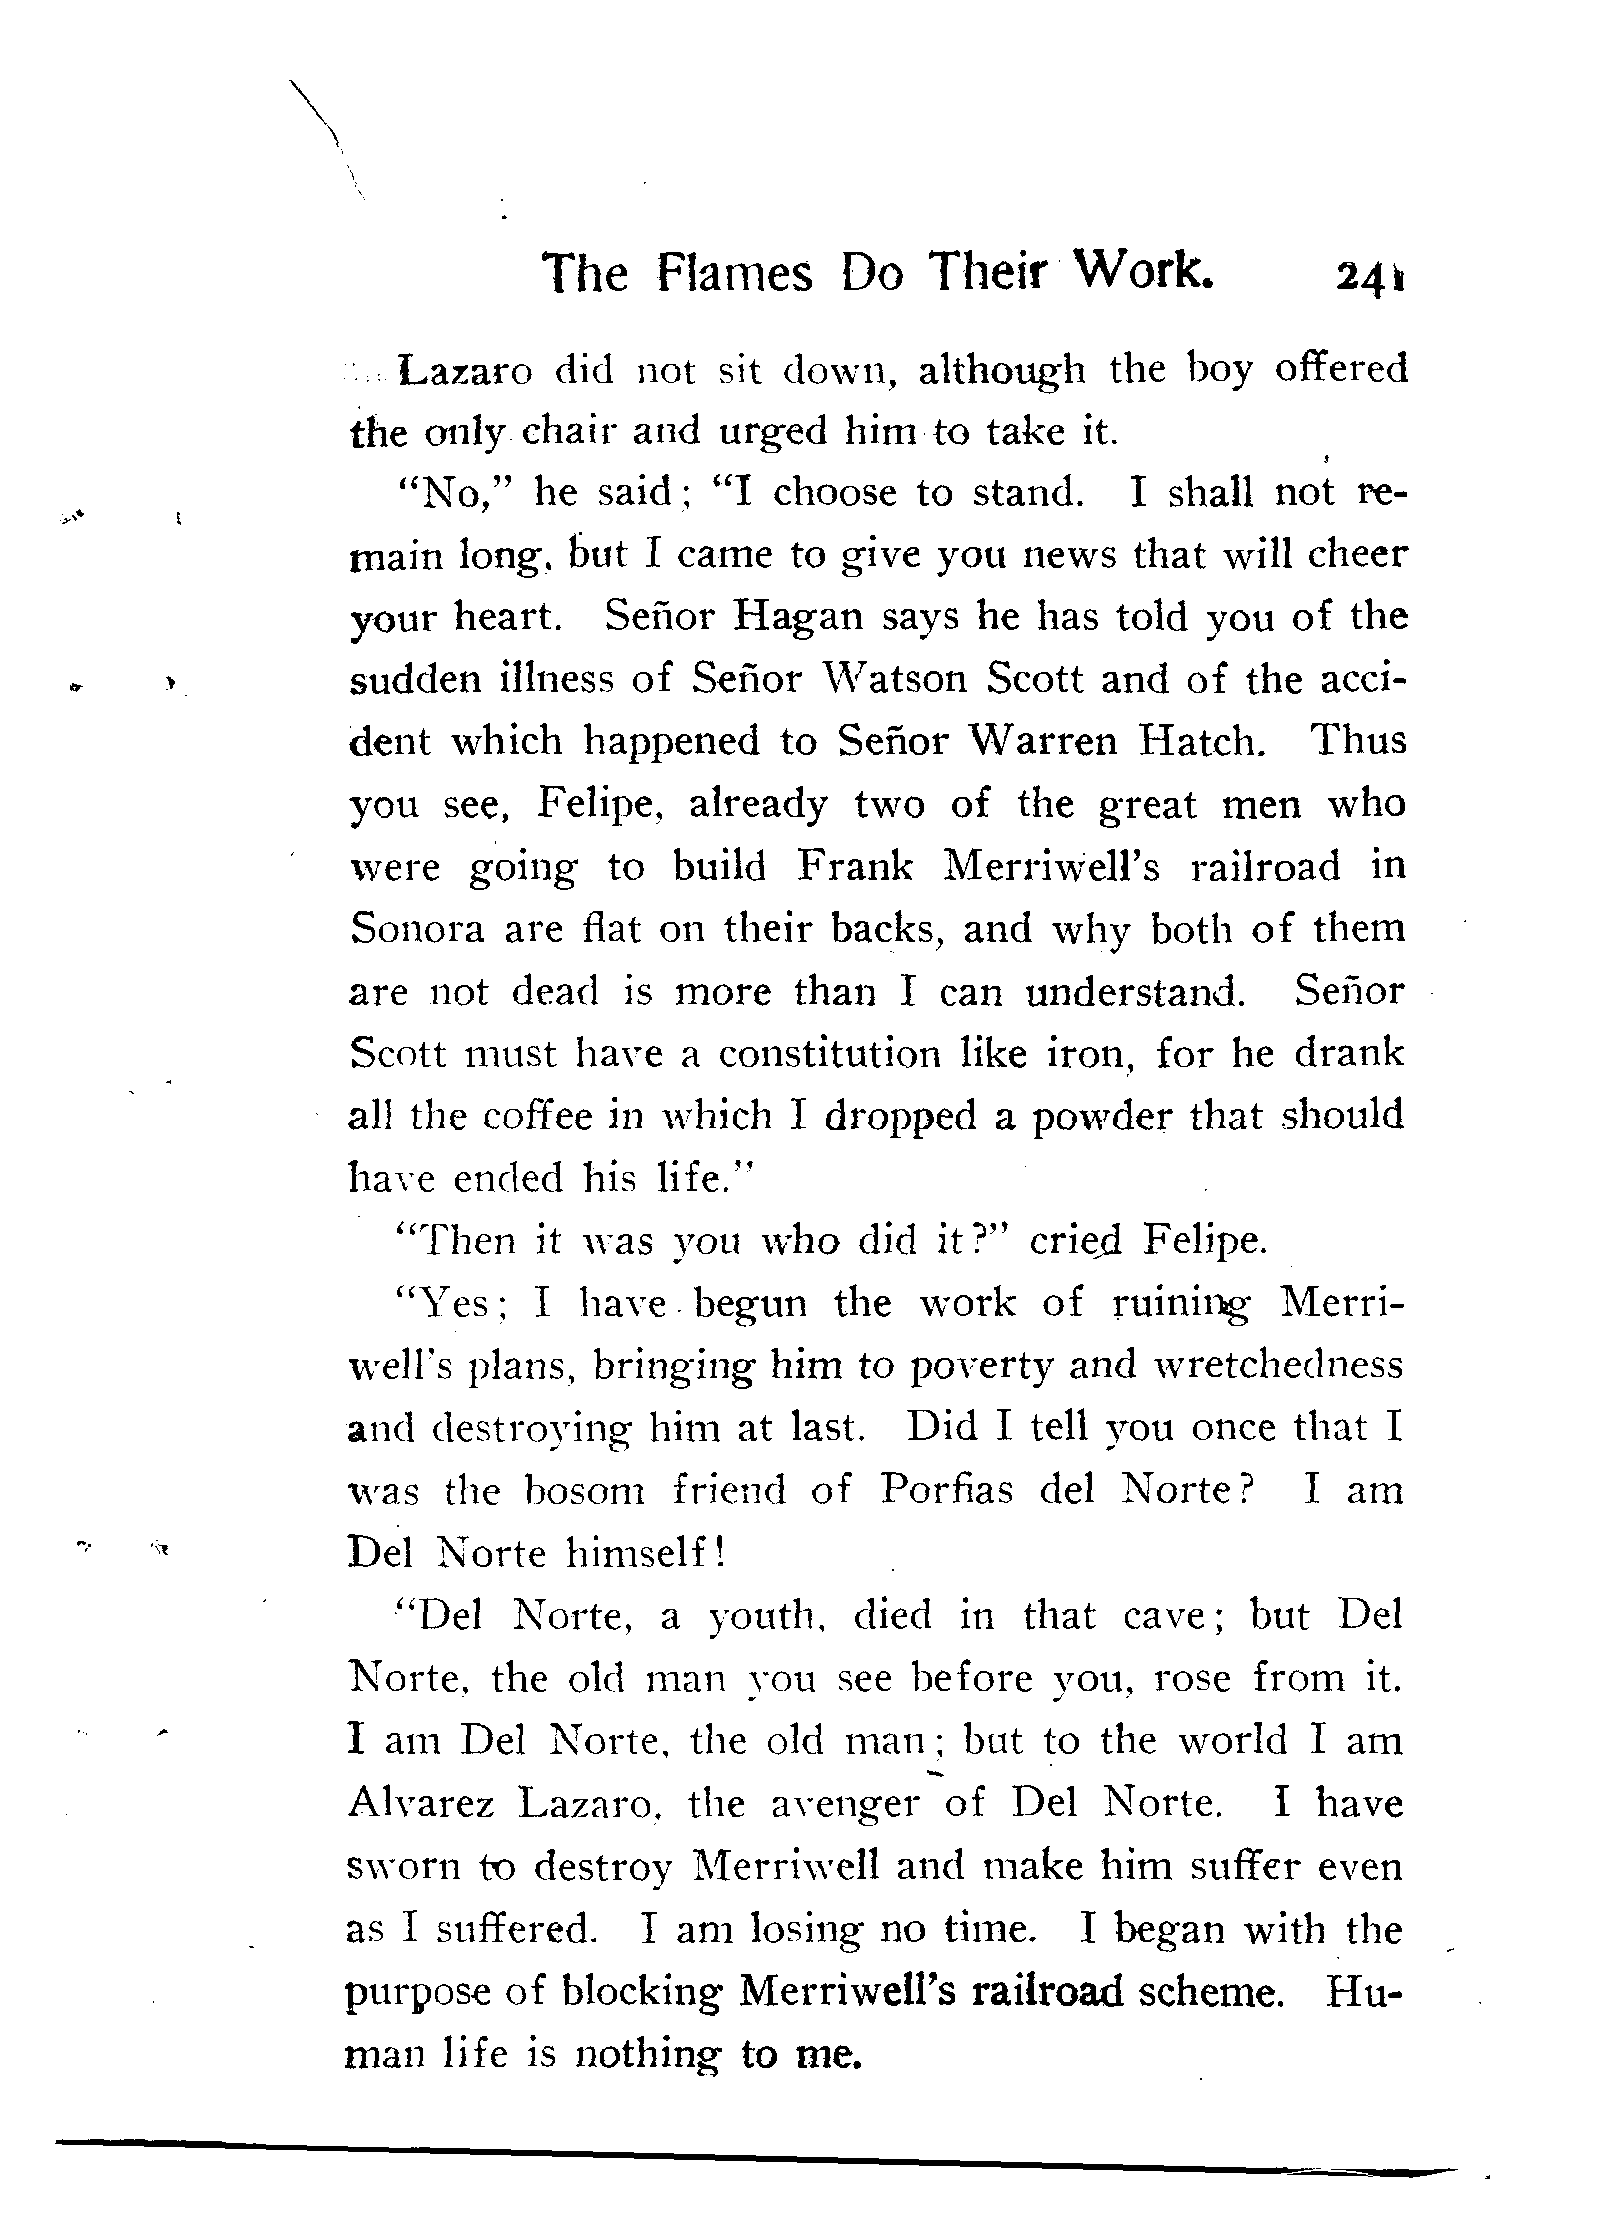 The Flames Do Their Work. 241
Lazaro did not sit down, although the boy offered
the only chair and urged him to take it.
“No,” he said; “I choose to stand. I shall not re-
main long, but I came to give you news that will cheer
your heart. Señor Hagan says he has told you of the
sudden illness of Señor Watson Scott and of the acci-
dent which happened to Señor Warren Hatch. Thus
you see, Felipe, already two of the great men who
were going to build Frank Merriwell’s railroad in
Sonora are flat on their backs, and why both of them
are not dead is more than I can understand. Señor
Scott must have a constitution like iron, for he drank
all the coffee in which I dropped a powder that should
have ended his life.”
“Then it was you who did it?” cried Felipe.
“Yes; I have begun the work of ruining Merri-
well’s plans, bringing him to poverty and wretchedness
and destroying him at last. Did I tell you once that I
was the bosom friend of Porfias del Norte? I am
Del Norte himself!
“Del Norte, a youth, died in that cave; but Del
Norte, the old man you see before you, rose from it.
I am Del Norte, the old man; but to the world I am
Alvarez Lazaro, the avenger of Del Norte. I have
sworn to destroy Merriwell and make him suffer even
as I suffered. I am losing no time. I began with the
purpose of blocking Merriwell’s railroad scheme. Hu-
man life is nothing to me.